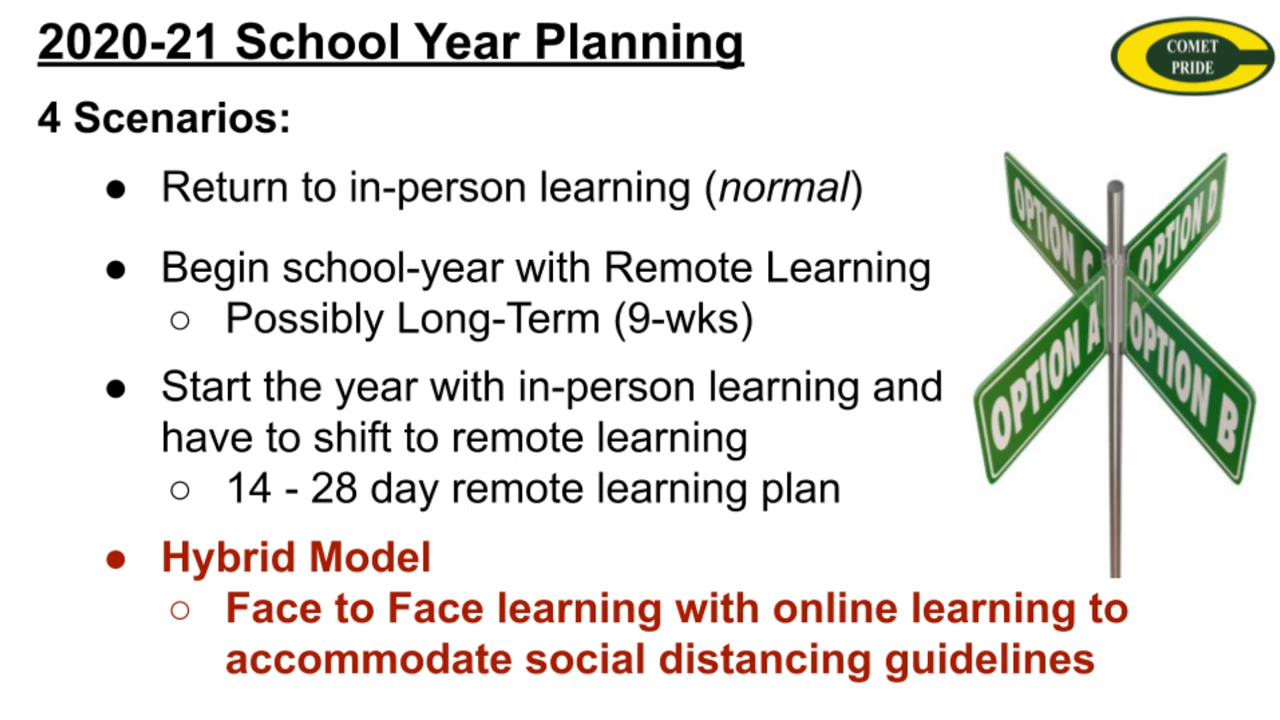 2020-21 School Year Planning
COMET
PRIDE
4 Scenarios:
● Return to in-person learning (normal)
● Begin school-year with Remote Learning
○ Possibly Long-Term (9-wks)
● Start the year with in-person learning and
have to shift to remote learning
○ 14 - 28 day remote learning plan
● Hybrid Model
○ Face to Face learning with online learning to
accommodate social distancing guidelines
OPTION C
OPTION D
OPTION A
OPTION B